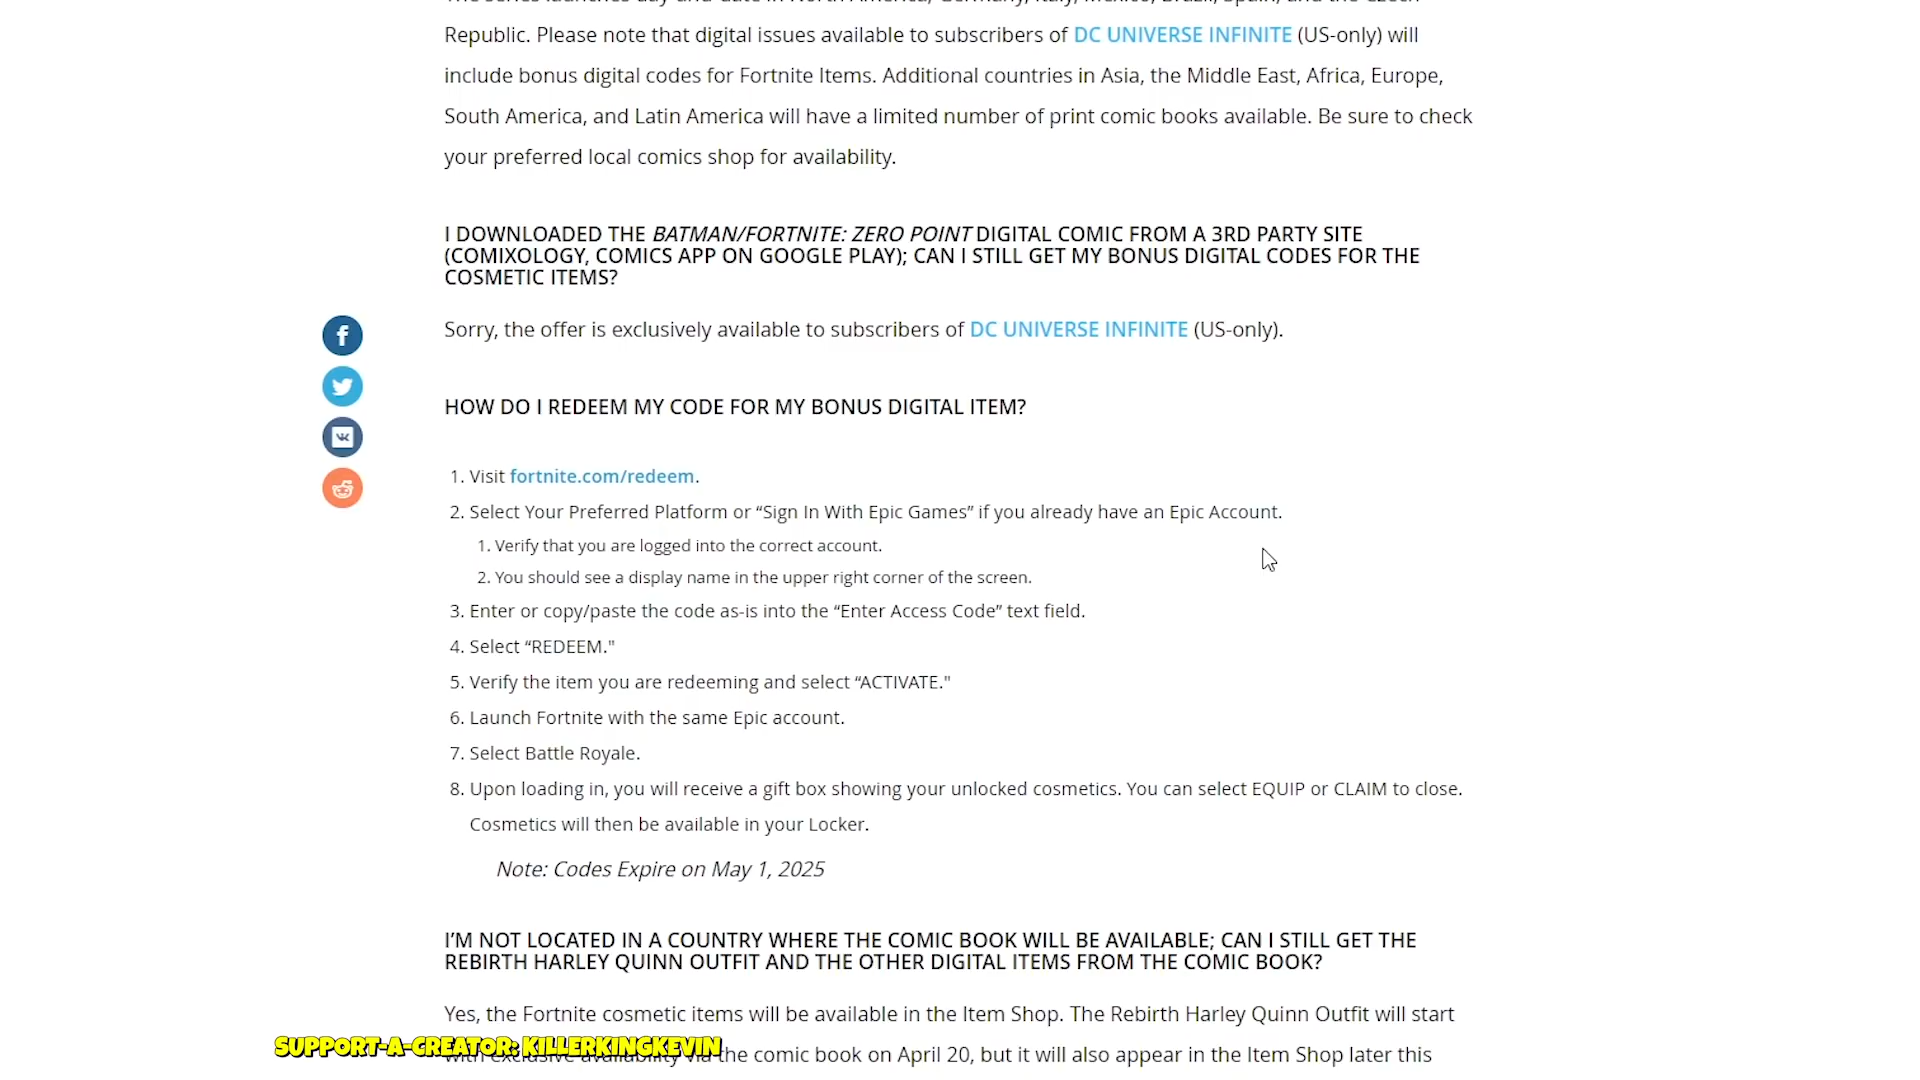 Republic. Please note that digital issues available to subscribers of DC UNIVERSE INFINITE (US-only) will
include bonus digital codes for Fortnite Items. Additional countries in Asia, the Middle East, Africa, Europe,
South America, and Latin America will have a limited number of print comic books available. Be sure to check
your preferred local comics shop for availability.
I DOWNLOADED THE BATMAN/FORTNITE: ZERO POINT DIGITAL COMIC FROM A 3RD PARTY SITE
(COMIXOLOGY, COMICS APP ON GOOGLE PLAY); CAN I STILL GET MY BONUS DIGITAL CODES FOR THE
COSMETIC ITEMS?
Sorry, the offer is exclusively available to subscribers of DC UNIVERSE INFINITE (US-only).
HOW DO I REDEEM MY CODE FOR MY BONUS DIGITAL ITEM?
1. Visit fortnite.com/redeem.
2. Select Your Preferred Platform or “Sign In With Epic Games” if you already have an Epic Account.
1. Verify that you are logged into the correct account.
2. You should see a display name in the upper right corner of the screen.
3. Enter or copy/paste the code as-is into the “Enter Access Code” text field.
4. Select “REDEEM."
5. Verify the item you are redeeming and select “ACTIVATE."
6. Launch Fortnite with the same Epic account.
7. Select Battle Royale.
8. Upon loading in, you will receive a gift box showing your unlocked cosmetics. You can select EQUIP or CLAIM to close.
Cosmetics will then be available in your Locker.
Note: Codes Expire on May 1, 2025
I’M NOT LOCATED IN A COUNTRY WHERE THE COMIC BOOK WILL BE AVAILABLE; CAN I STILL GET THE
REBIRTH HARLEY QUINN OUTFIT AND THE OTHER DIGITAL ITEMS FROM THE COMIC BOOK?
Yes, the Fortnite cosmetic items will be available in the Item Shop. The Rebirth Harley Quinn Outfit will start
SUPPORT-A-CREATOR: KILLERKINGKEVIN
the comic book on April 20, but it will also appear in the Item Shop later this